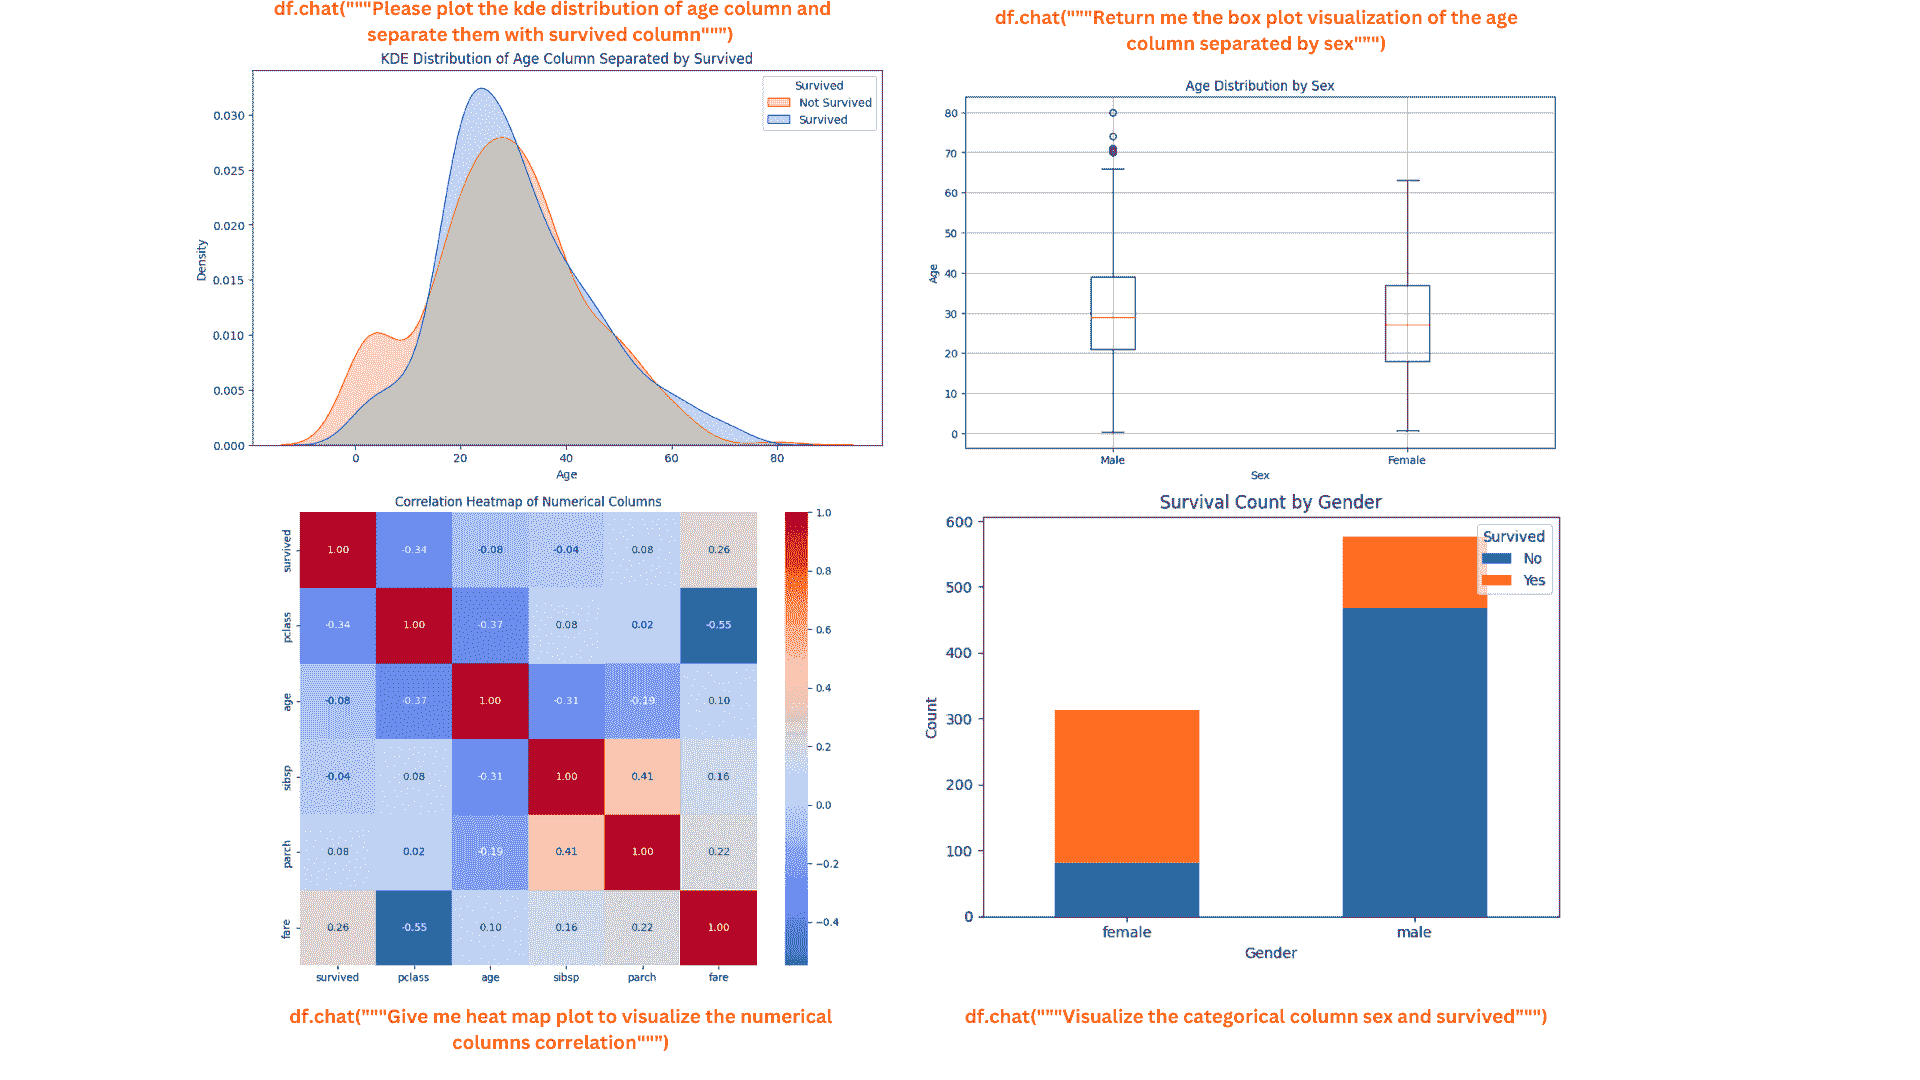 df.chat("""Please plot the kde distribution of age column and
separate them with survived column""")
KDE Distribution of Age Column Separated by Survived
Survived
Not Survived
Survived
0.030
0.025
0.020
0.015
0.010
0.005
0.000
Density
0 20 40 60 80
Age
df.chat("""Return me the box plot visualization of the age
column separated by sex""")
Age Distribution by Sex
80
70
60
50
40
30
20
10
0
Age
Male Female
Sex
Correlation Heatmap of Numerical Columns
survived 1.00 -0.34 -0.08 -0.04 0.08 0.26
pclass -0.34 1.00 -0.37 0.08 0.02 -0.55
age -0.08 -0.37 1.00 -0.31 -0.19 0.10
sibsp -0.04 0.08 -0.31 1.00 0.41 0.16
parch 0.08 0.02 -0.19 0.41 1.00 0.22
fare 0.26 -0.55 0.10 0.16 0.22 1.00
survived pclass age sibsp parch fare
1.0
0.8
0.6
0.4
0.2
0.0
−0.2
−0.4
df.chat("""Give me heat map plot to visualize the numerical
columns correlation""")
Survival Count by Gender
Survived
No
Yes
600
500
400
300
200
100
0
Count
female male
Gender
df.chat("""Visualize the categorical column sex and survived""")